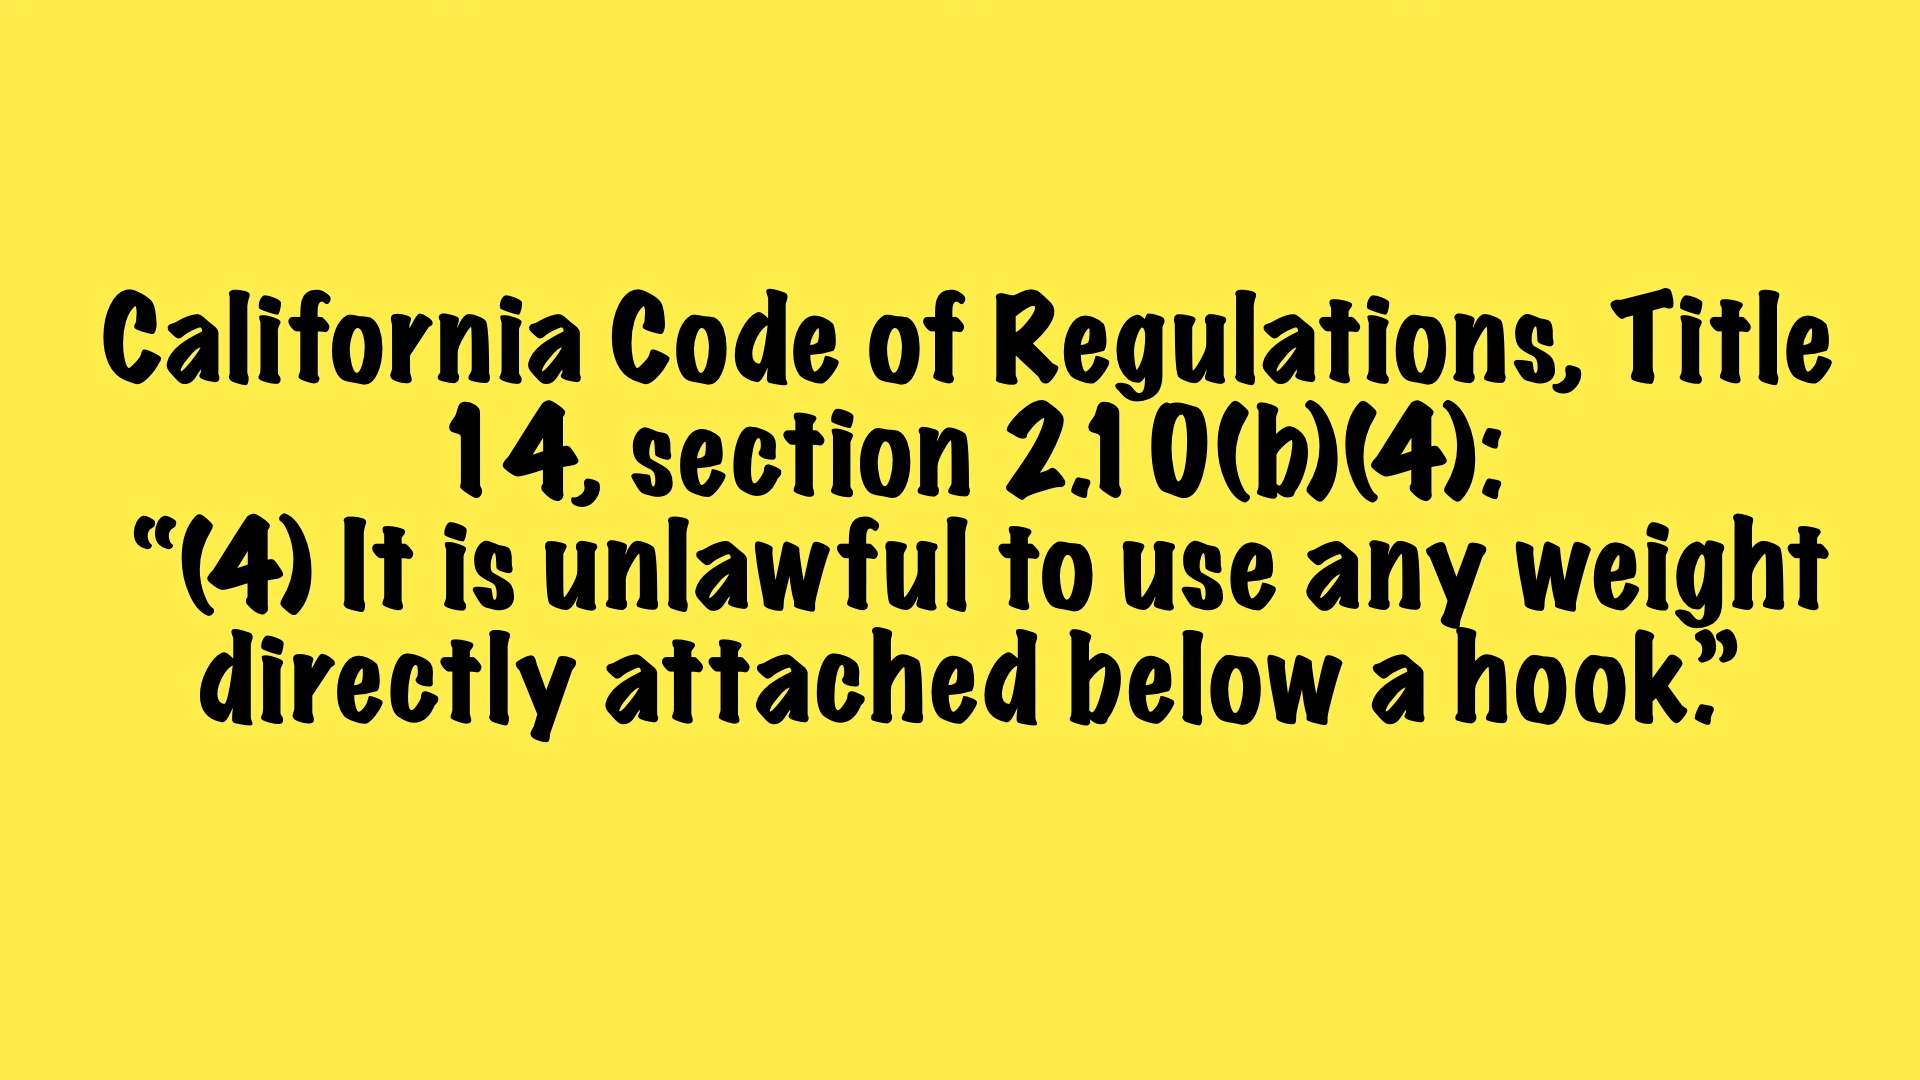 California Code of Regulations, Title
14, section 2.10(b)(4):
“(4) It is unlawful to use any weight
directly attached below a hook.”